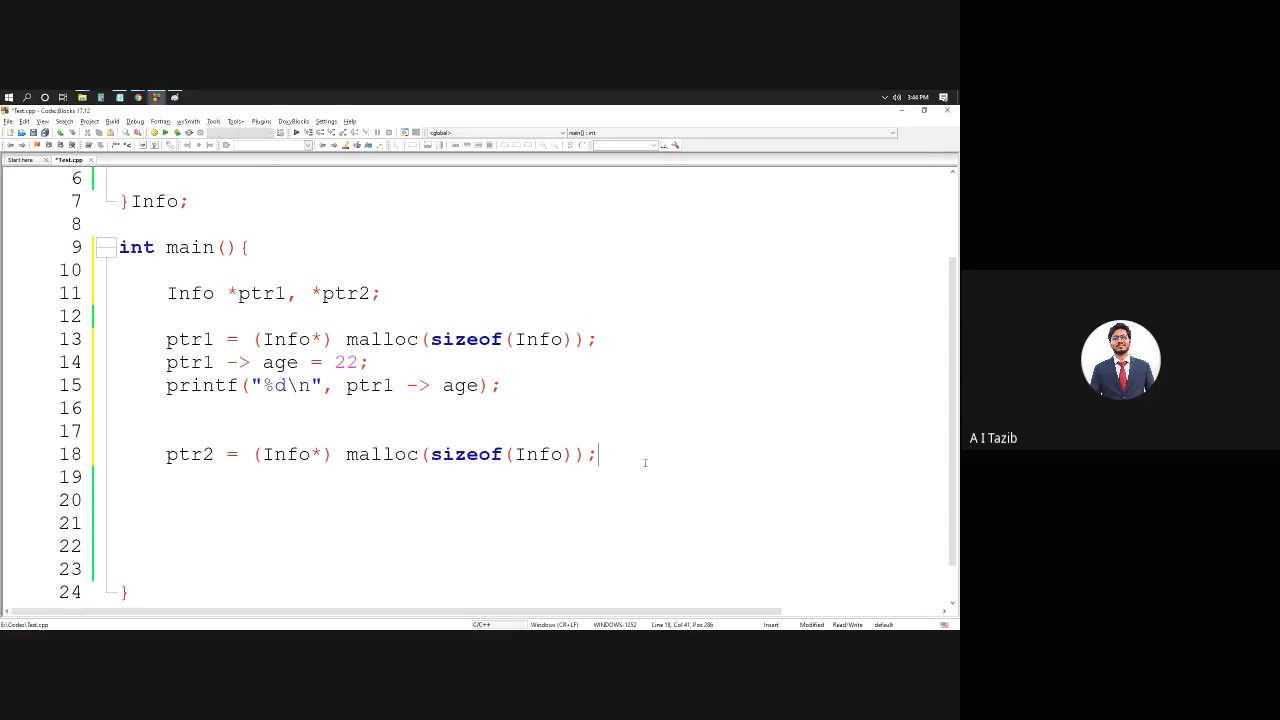 3:44 PM
*Test.cpp - Code::Blocks 17.12
File Edit View Search Project Build Debug Fortran wxSmith Tools Tools+ Plugins DoxyBlocks Settings Help
<global> main() : int
Start here *Test.cpp
6
7 }Info;
8
9 int main(){
10
11 Info *ptr1, *ptr2;
12
13 ptr1 = (Info*) malloc(sizeof(Info));
14 ptr1 -> age = 22;
15 printf("%d\n", ptr1 -> age);
16
17
18 ptr2 = (Info*) malloc(sizeof(Info));
19
20
21
22
23
24 }
E:\Codes\Test.cpp C/C++ Windows (CR+LF) WINDOWS-1252 Line 18, Col 41, Pos 286 Insert Modified Read/Write default
A I Tazib